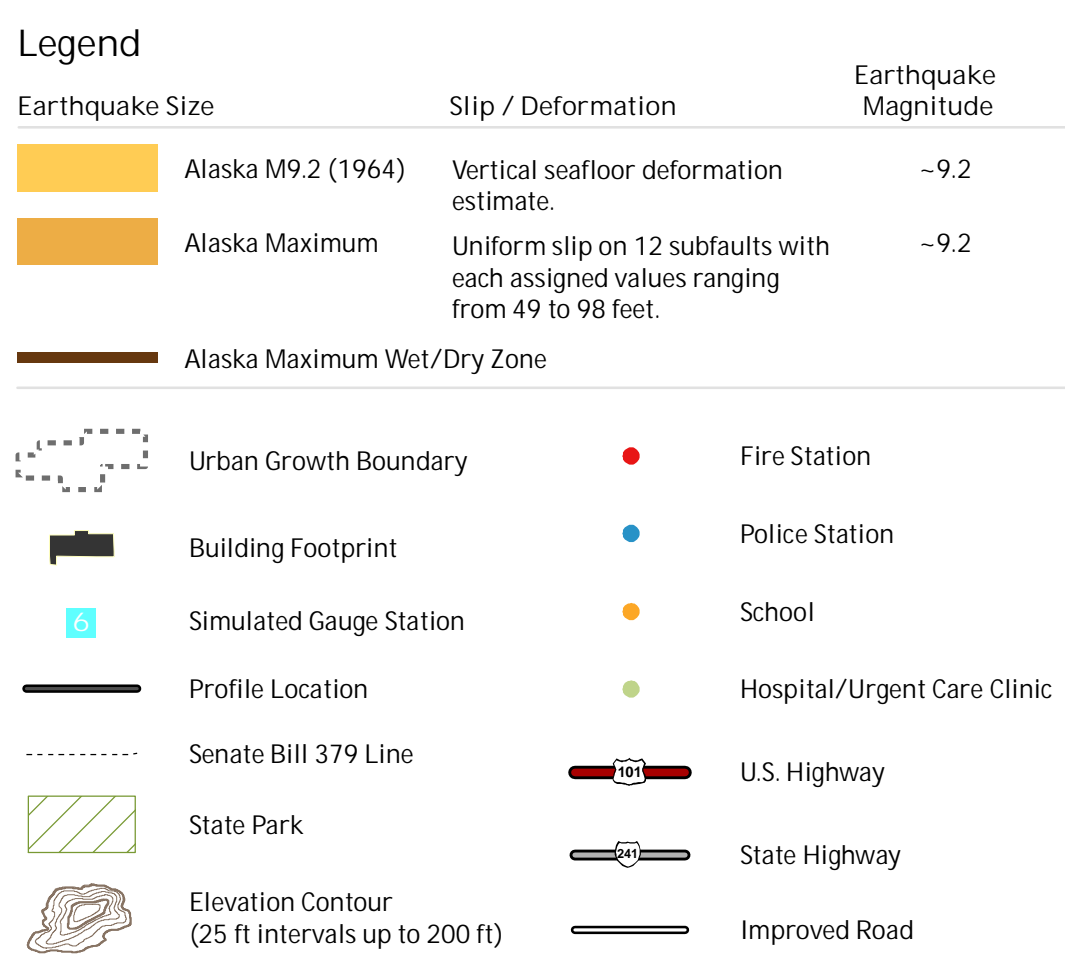 Legend
Earthquake Size
Slip / Deformation
Earthquake
Magnitude
Alaska M9.2 (1964)
Vertical seafloor deformation
estimate.
~9.2
Alaska Maximum
Uniform slip on 12 subfaults with
each assigned values ranging
from 49 to 98 feet.
~9.2
Alaska Maximum Wet/Dry Zone
Urban Growth Boundary
Building Footprint
6
Simulated Gauge Station
Profile Location
Senate Bill 379 Line
State Park
Elevation Contour
(25 ft intervals up to 200 ft)
Fire Station
Police Station
School
Hospital/Urgent Care Clinic
101
U.S. Highway
241
State Highway
Improved Road